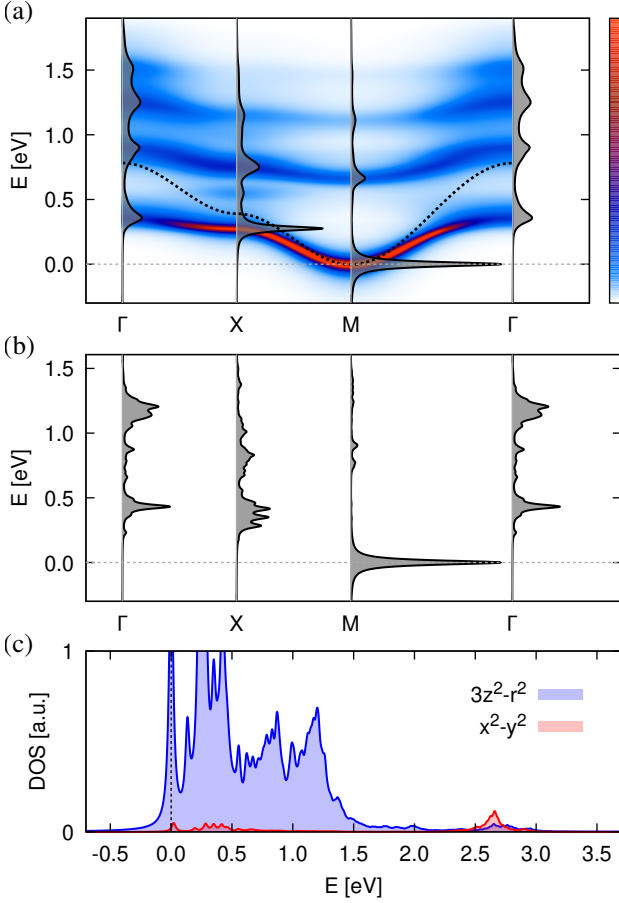 (a)
E [eV]
1.5
1.0
0.5
0.0
Γ X M Γ
(b)
E [eV]
1.5
1.0
0.5
0.0
Γ X M Γ
(c)
DOS [a.u.]
1
0
3z²-r²
x²-y²
-0.5 0.0 0.5 1.0 1.5 2.0 2.5 3.0 3.5
E [eV]